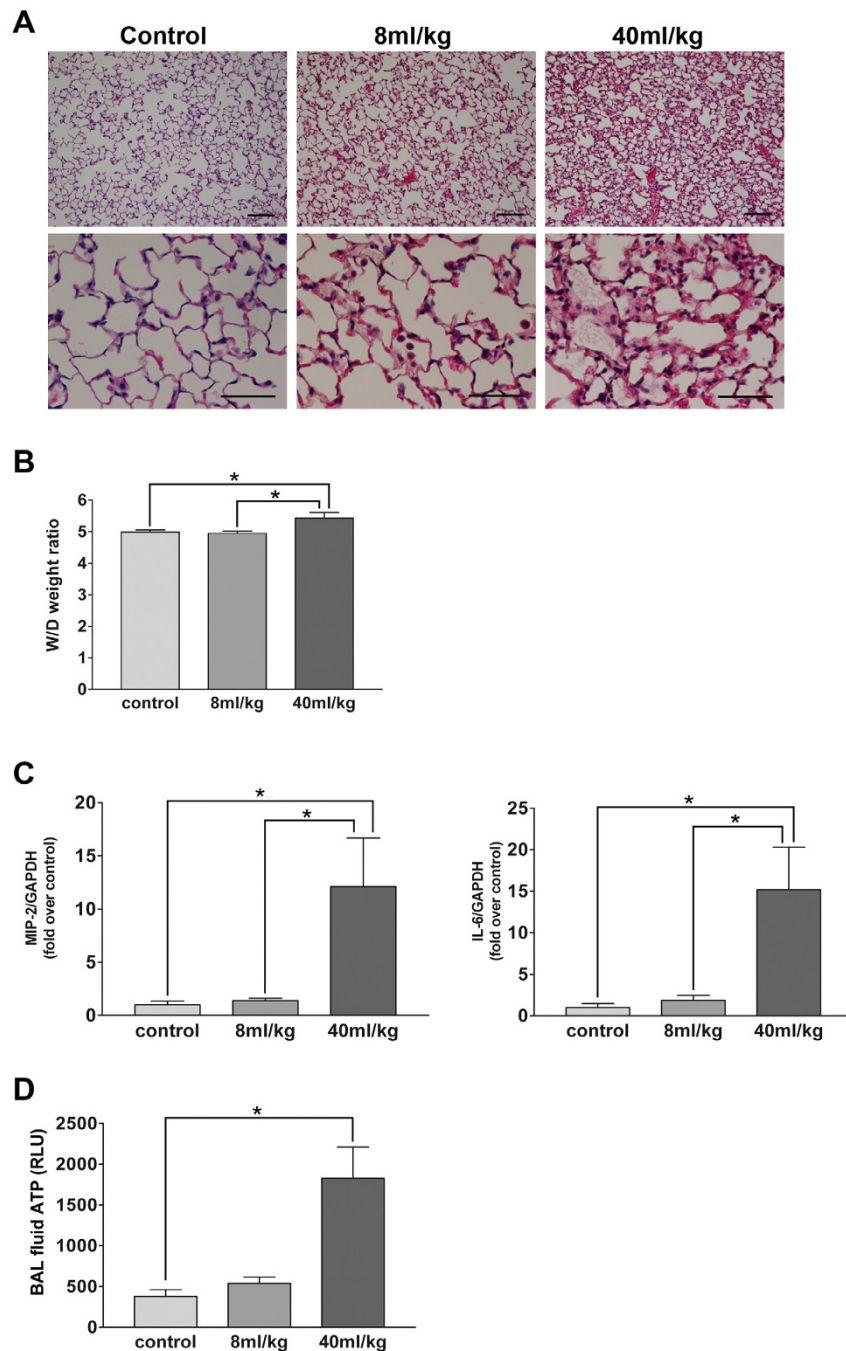 A
Control 8ml/kg 40ml/kg
B
* *
W/D weight ratio
6
5
4
3
2
1
0
control 8ml/kg 40ml/kg
C
* *
MIP-2/GAPDH
(fold over control)
20
15
10
5
0
control 8ml/kg 40ml/kg
* *
IL-6/GAPDH
(fold over control)
25
20
15
10
5
0
control 8ml/kg 40ml/kg
D
*
BAL fluid ATP (RLU)
2500
2000
1500
1000
500
0
control 8ml/kg 40ml/kg